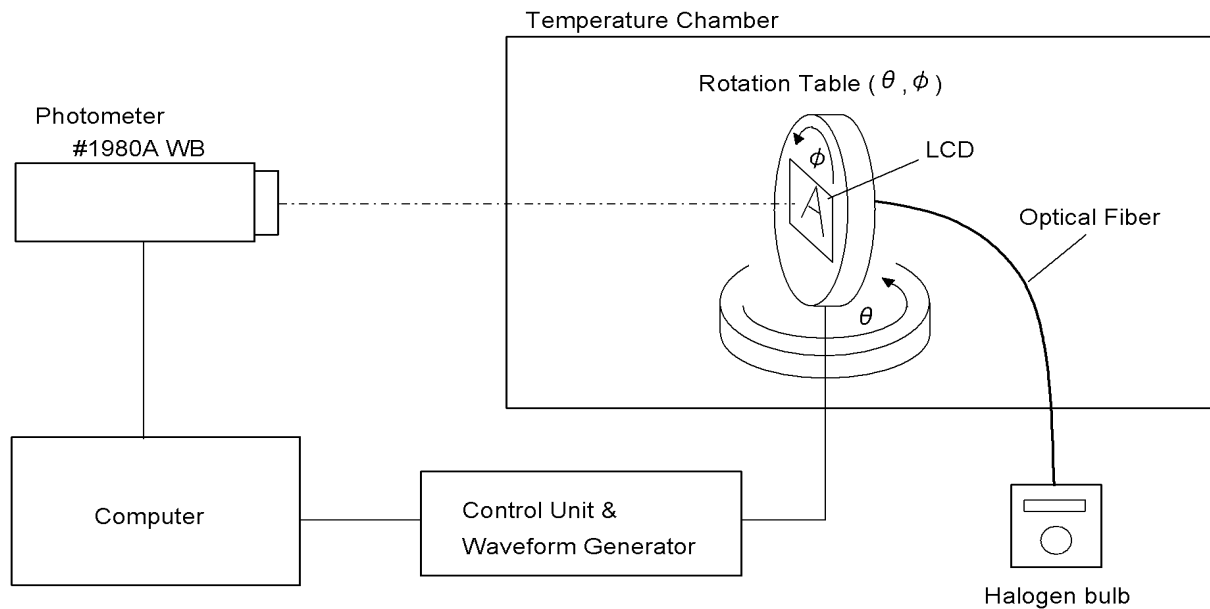 Temperature Chamber
Rotation Table ( θ , φ )
Photometer
#1980A WB
LCD
φ
A
Optical Fiber
θ
Computer
Control Unit &
Waveform Generator
Halogen bulb